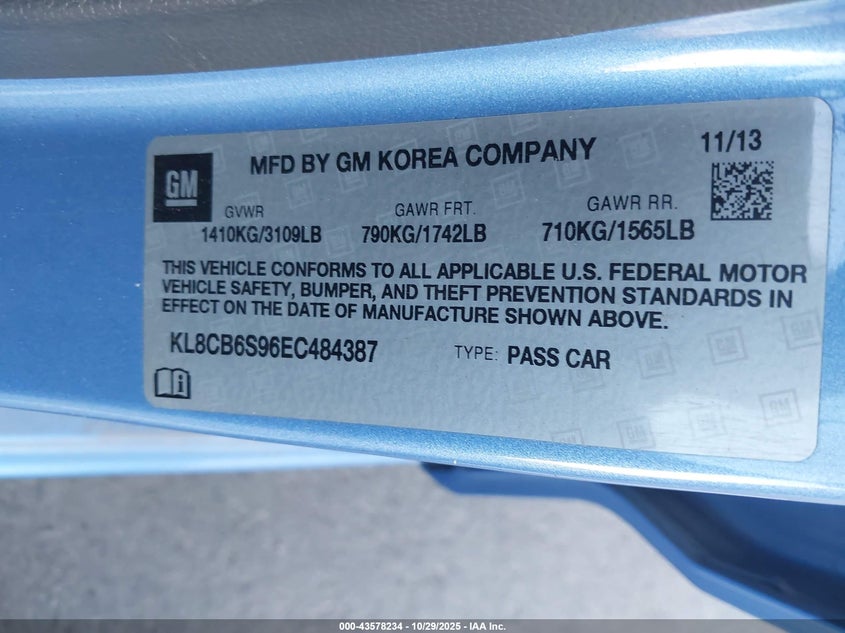 MFD BY GM KOREA COMPANY 11/13
GM
GVWR GAWR FRT. GAWR RR.
1410KG/3109LB 790KG/1742LB 710KG/1565LB
THIS VEHICLE CONFORMS TO ALL APPLICABLE U.S. FEDERAL MOTOR
VEHICLE SAFETY, BUMPER, AND THEFT PREVENTION STANDARDS IN
EFFECT ON THE DATE OF MANUFACTURE SHOWN ABOVE.
KL8CB6S96EC484387 TYPE: PASS CAR
000-43578234 - 10/29/2025 - IAA Inc.